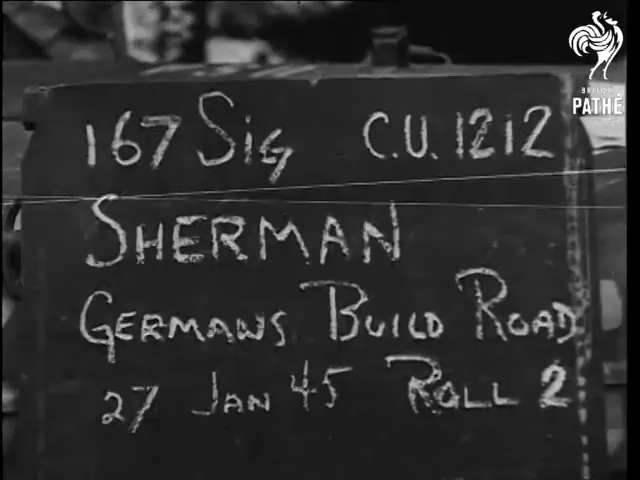 BRITISH
PATHÉ
167 Sig C.U. 1212
SHERMAN
GERMANS BUILD ROAD
27 JAN 45 ROLL 2